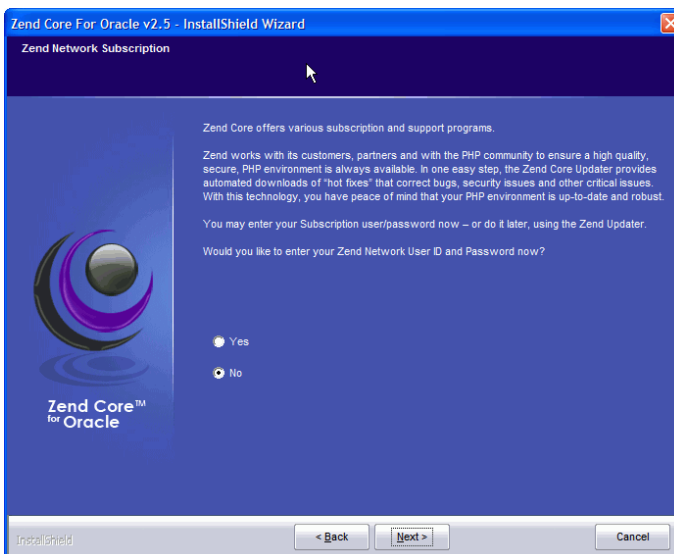 Zend Core For Oracle v2.5 - InstallShield Wizard
Zend Network Subscription
Zend Core offers various subscription and support programs.
Zend works with its customers, partners and with the PHP community to ensure a high quality,
secure, PHP environment is always available. In one easy step, the Zend Core Updater provides
automated downloads of "hot fixes" that correct bugs, security issues and other critical issues.
With this technology, you have peace of mind that your PHP environment is up-to-date and robust.
You may enter your Subscription user/password now – or do it later, using the Zend Updater.
Would you like to enter your Zend Network User ID and Password now?
Yes
No
Zend Core™
for Oracle
InstallShield
< Back
Next >
Cancel